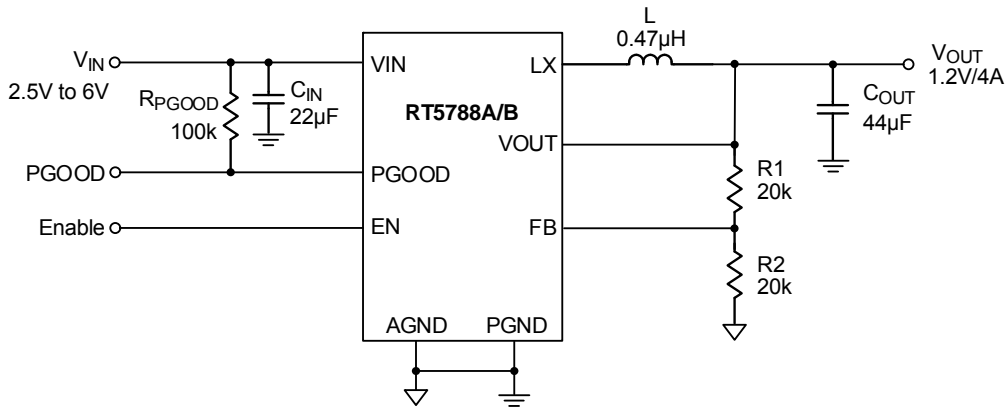 L
0.47µH
VIN
2.5V to 6V
RPGOOD
100k
CIN
22µF
VIN
LX
RT5788A/B
VOUT
1.2V/4A
COUT
44µF
VOUT
PGOOD
PGOOD
R1
20k
Enable
EN
FB
R2
20k
AGND
PGND